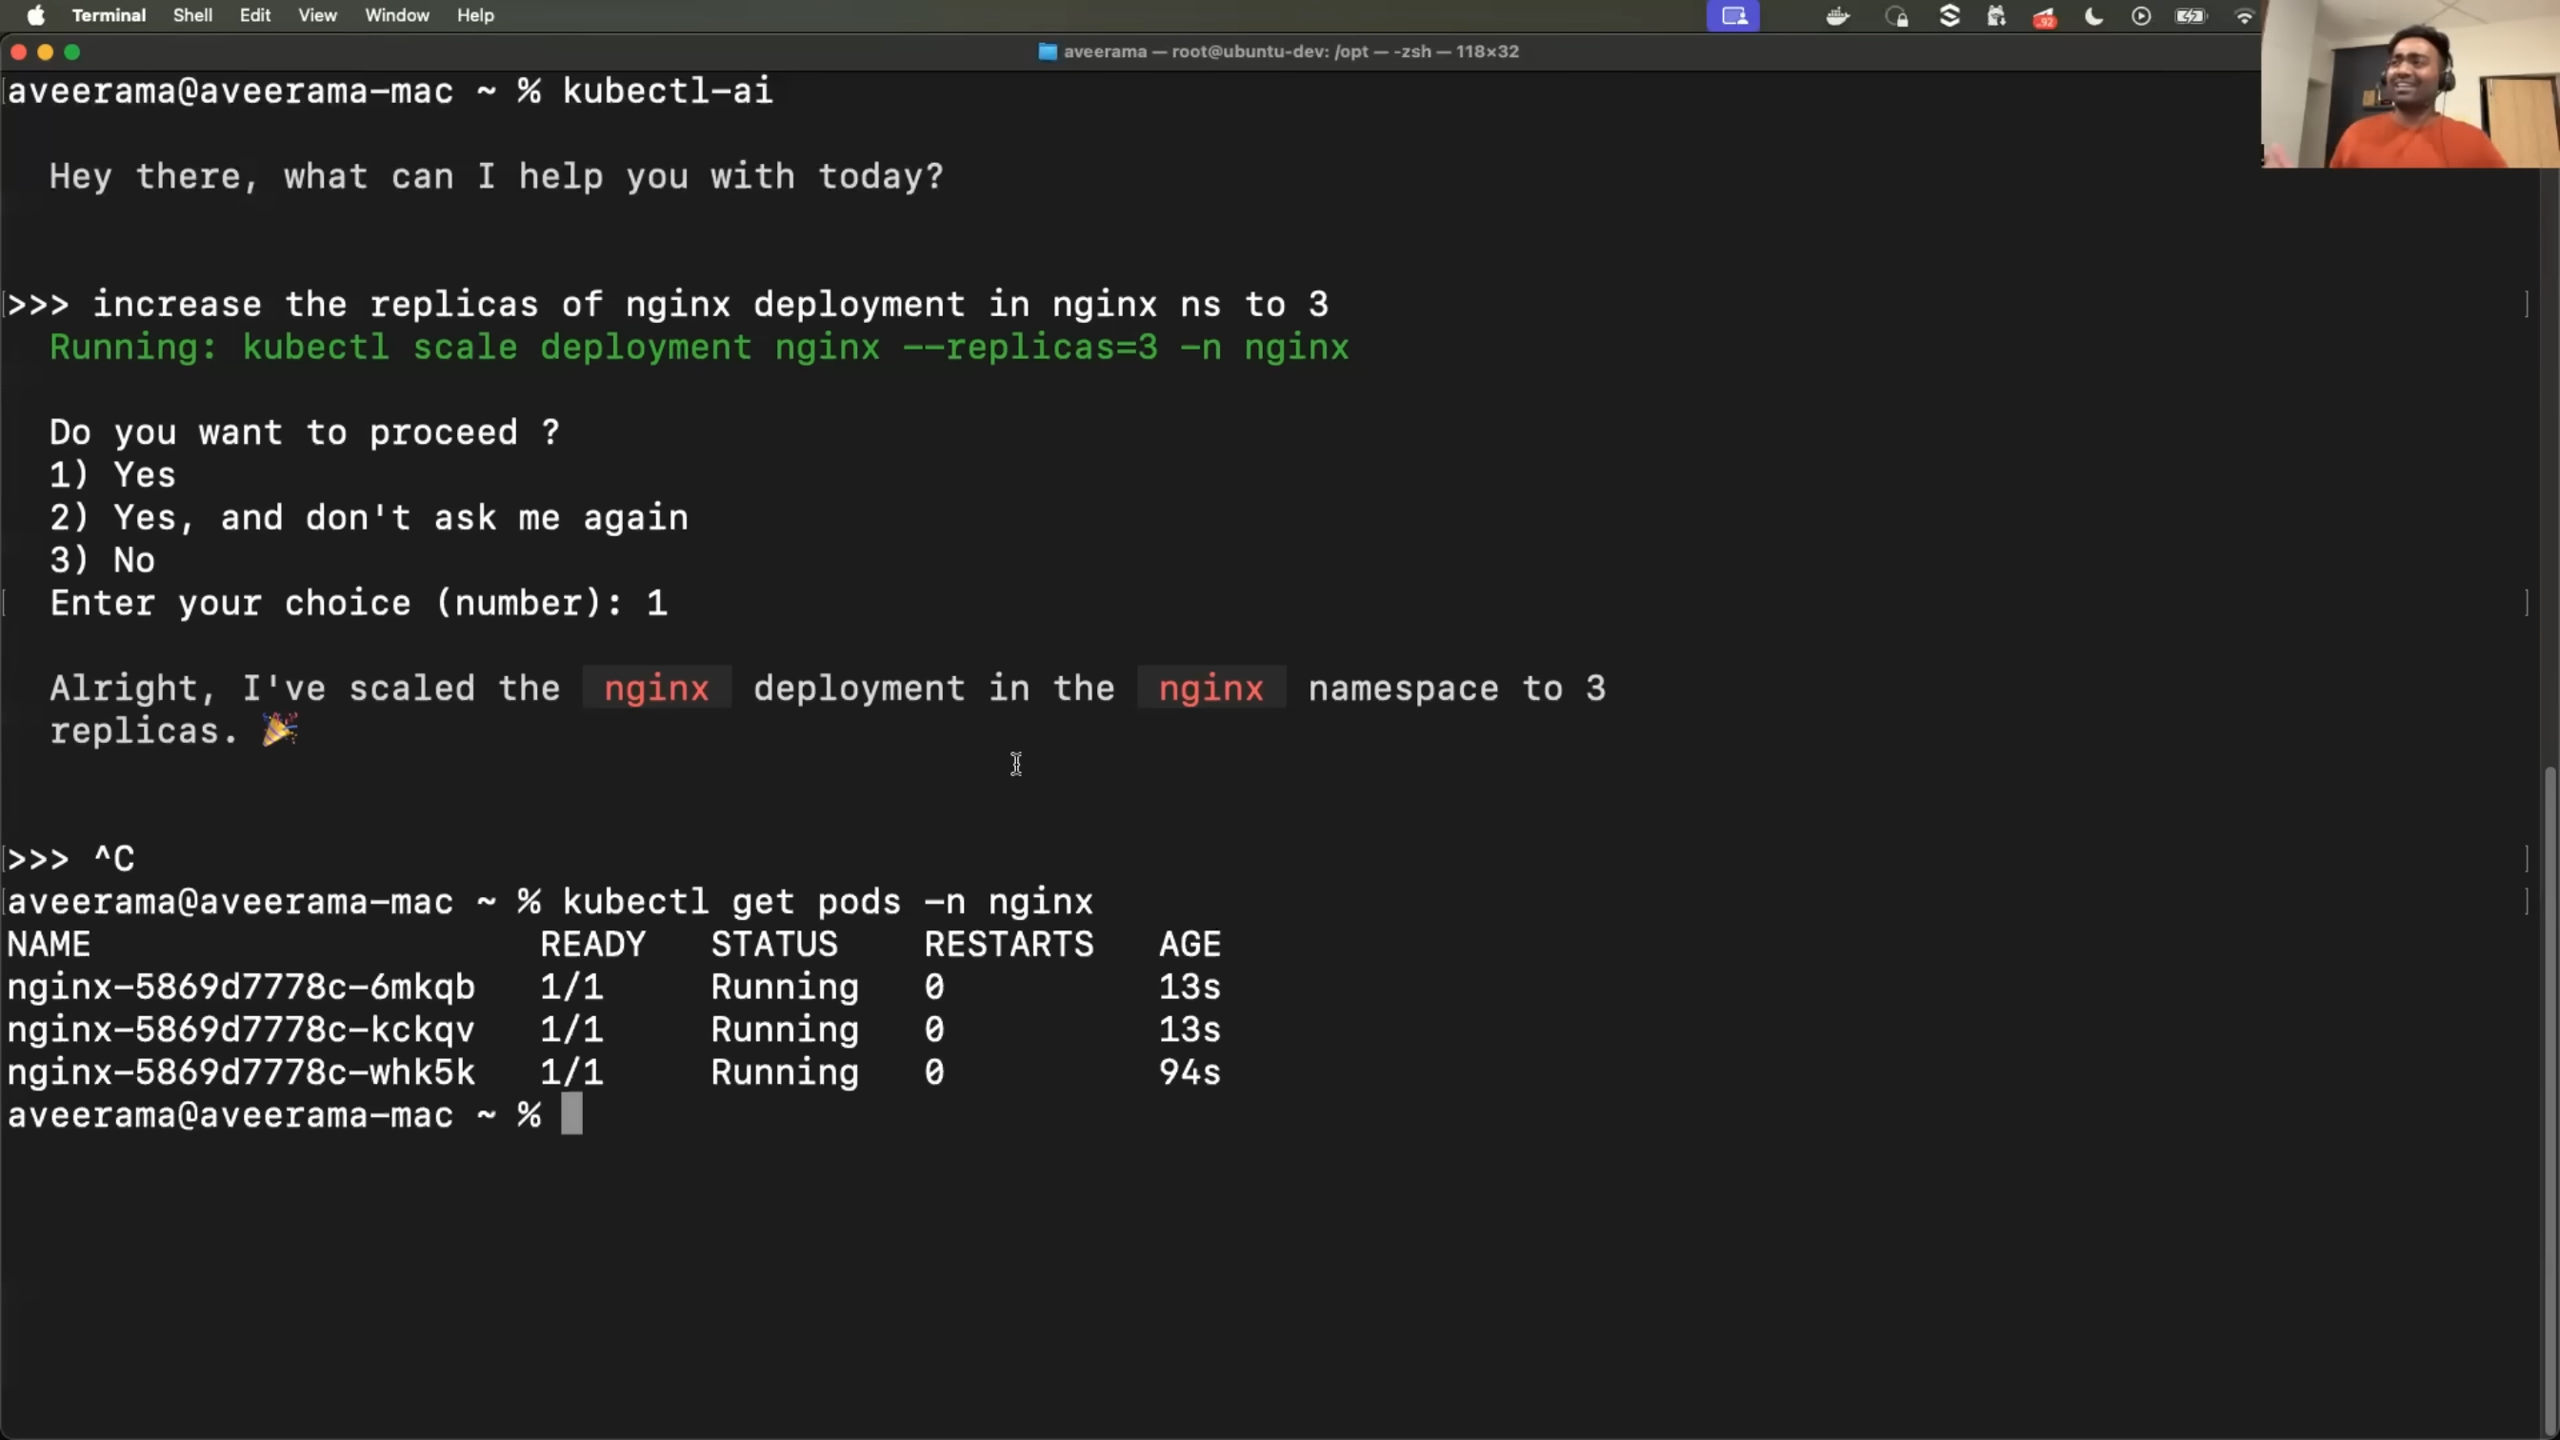 Terminal Shell Edit View Window Help
92
aveerama — root@ubuntu-dev: /opt — -zsh — 118×32
aveerama@aveerama-mac ~ % kubectl-ai
Hey there, what can I help you with today?
>>> increase the replicas of nginx deployment in nginx ns to 3
Running: kubectl scale deployment nginx --replicas=3 -n nginx
Do you want to proceed ?
1) Yes
2) Yes, and don't ask me again
3) No
Enter your choice (number): 1
Alright, I've scaled the nginx deployment in the nginx namespace to 3
replicas. 🎉
>>> ^C
aveerama@aveerama-mac ~ % kubectl get pods -n nginx
NAME READY STATUS RESTARTS AGE
nginx-5869d7778c-6mkqb 1/1 Running 0 13s
nginx-5869d7778c-kckqv 1/1 Running 0 13s
nginx-5869d7778c-whk5k 1/1 Running 0 94s
aveerama@aveerama-mac ~ %